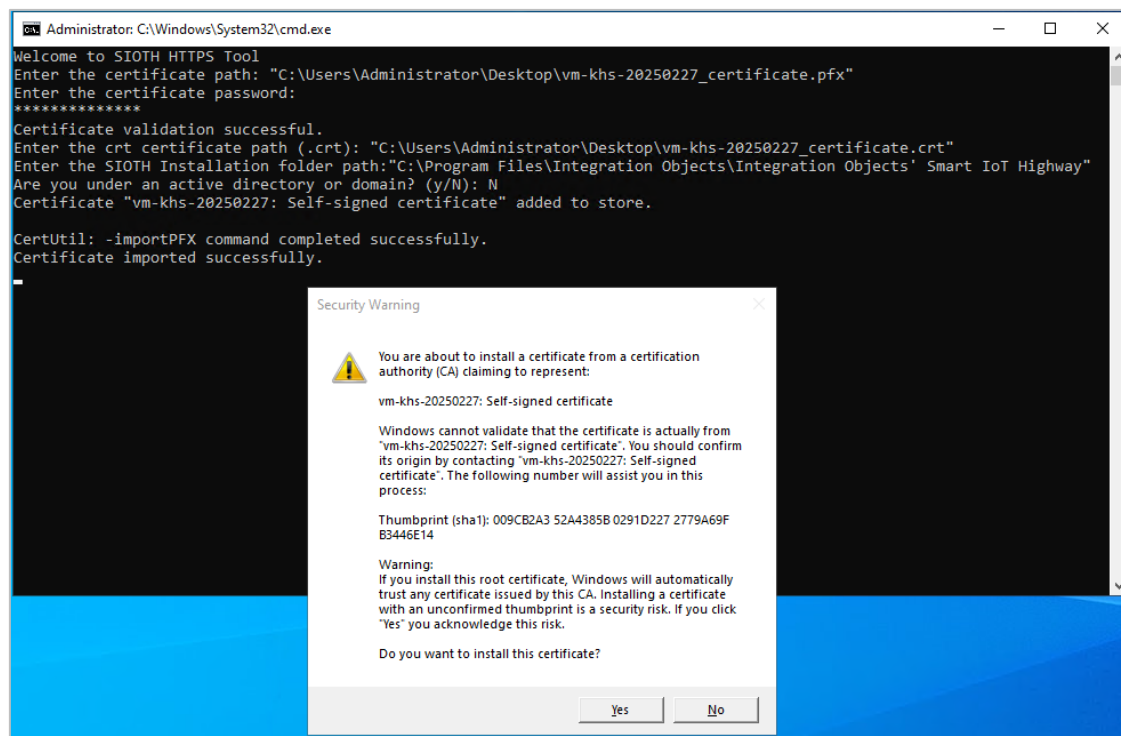 Administrator: C:\Windows\System32\cmd.exe
Welcome to SIOTH HTTPS Tool
Enter the certificate path: "C:\Users\Administrator\Desktop\vm-khs-20250227_certificate.pfx"
Enter the certificate password:
**************
Certificate validation successful.
Enter the crt certificate path (.crt): "C:\Users\Administrator\Desktop\vm-khs-20250227_certificate.crt"
Enter the SIOTH Installation folder path:"C:\Program Files\Integration Objects\Integration Objects' Smart IoT Highway"
Are you under an active directory or domain? (y/N): N
Certificate "vm-khs-20250227: Self-signed certificate" added to store.
CertUtil: -importPFX command completed successfully.
Certificate imported successfully.
Security Warning
You are about to install a certificate from a certification
authority (CA) claiming to represent:
vm-khs-20250227: Self-signed certificate
Windows cannot validate that the certificate is actually from
"vm-khs-20250227: Self-signed certificate". You should confirm
its origin by contacting "vm-khs-20250227: Self-signed
certificate". The following number will assist you in this
process:
Thumbprint (sha1): 009CB2A3 52A4385B 0291D227 2779A69F
B3446E14
Warning:
If you install this root certificate, Windows will automatically
trust any certificate issued by this CA. Installing a certificate
with an unconfirmed thumbprint is a security risk. If you click
"Yes" you acknowledge this risk.
Do you want to install this certificate?
Yes
No